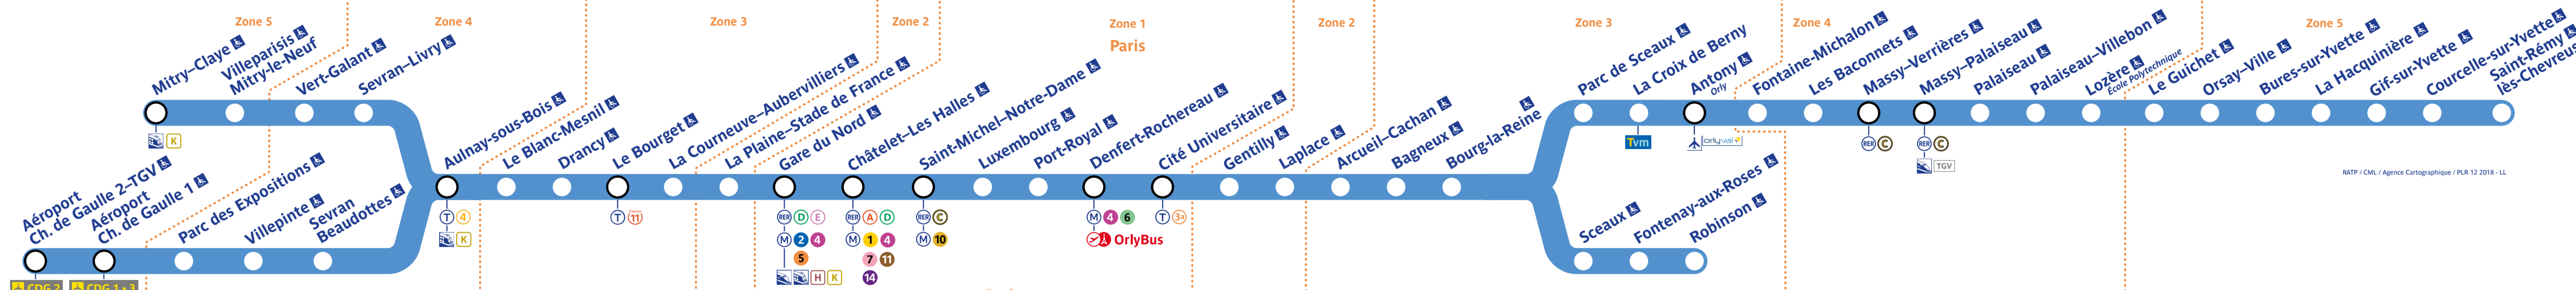 Zone 5
Zone 4
Zone 3
Zone 2
Zone 1
Paris
Zone 2
Zone 3
Zone 4
Zone 5
Mitry–Claye
Villeparisis
Mitry-le-Neuf
Vert-Galant
Sevran–Livry
K
Aéroport
Ch. de Gaulle 2–TGV
Aéroport
Ch. de Gaulle 1
Parc des Expositions
Villepinte
Sevran
Beaudottes
CDG 2
CDG 1 • 3
Aulnay-sous-Bois
T 4
K
Le Blanc-Mesnil
Drancy
Le Bourget
T 11
La Courneuve–Aubervilliers
La Plaine–Stade de France
Gare du Nord
RER D E
M 2 4
5
H K
Châtelet–Les Halles
RER A D
M 1 4
7 11
14
Saint-Michel–Notre-Dame
RER C
M 10
Luxembourg
Port-Royal
Denfert-Rochereau
M 4 6
OrlyBus
Cité Universitaire
T 3a
Gentilly
Laplace
Arcueil–Cachan
Bagneux
Bourg-la-Reine
Parc de Sceaux
La Croix de Berny
Tvm
Antony
Orly
orlyval
Fontaine-Michalon
Les Baconnets
Massy–Verrières
RER C
Massy–Palaiseau
RER C
TGV
Palaiseau
Palaiseau–Villebon
Lozère
École Polytechnique
Le Guichet
Orsay–Ville
Bures-sur-Yvette
La Hacquinière
Gif-sur-Yvette
Courcelle-sur-Yvette
Saint-Rémy
lès-Chevreus
Sceaux
Fontenay-aux-Roses
Robinson
RATP / CML / Agence Cartographique / PLR 12 2018 - LL